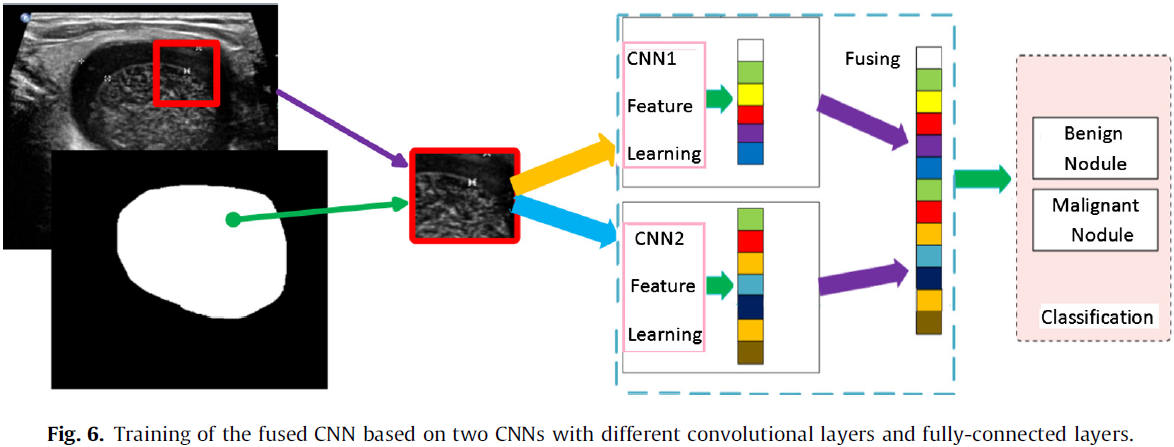 CNN1
Feature
Learning
Fusing
CNN2
Feature
Learning
Benign
Nodule
Malignant
Nodule
Classification
Fig. 6. Training of the fused CNN based on two CNNs with different convolutional layers and fully-connected layers.